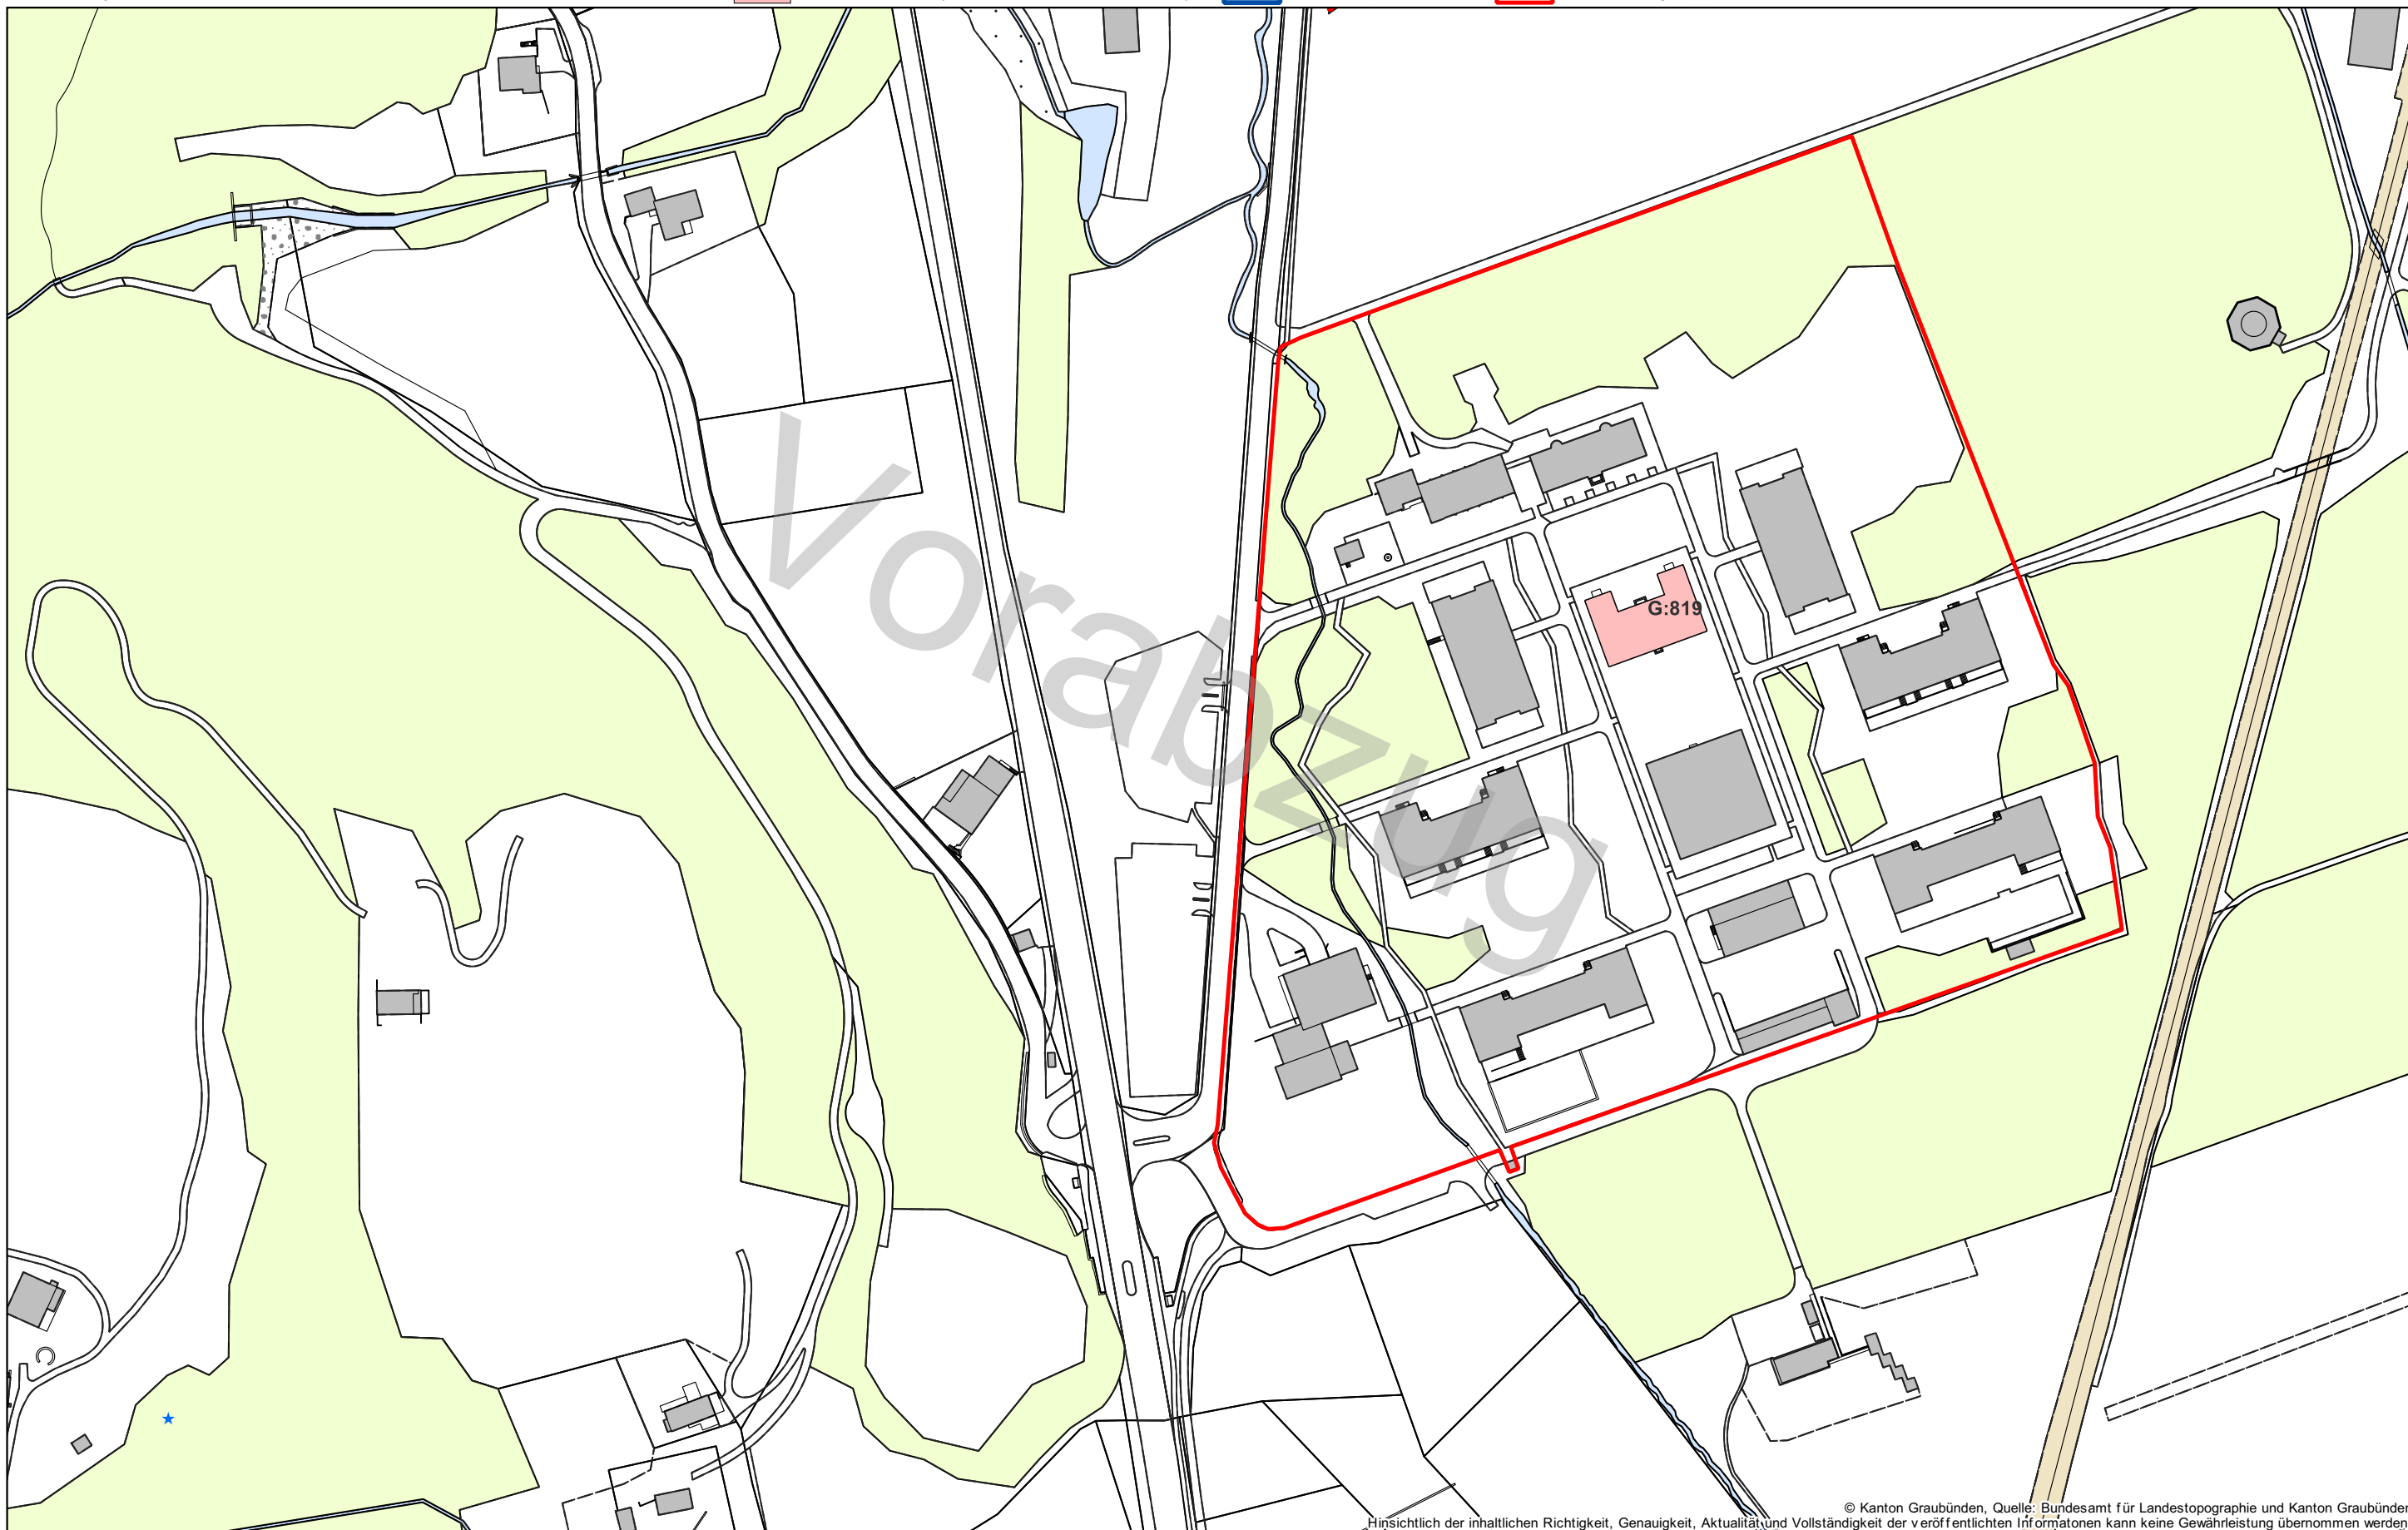 Vorabzug
G:819
© Kanton Graubünden, Quelle: Bundesamt für Landestopographie und Kanton Graubünden
Hinsichtlich der inhaltlichen Richtigkeit, Genauigkeit, Aktualität und Vollständigkeit der veröffentlichten Informatonen kann keine Gewährleistung übernommen werden